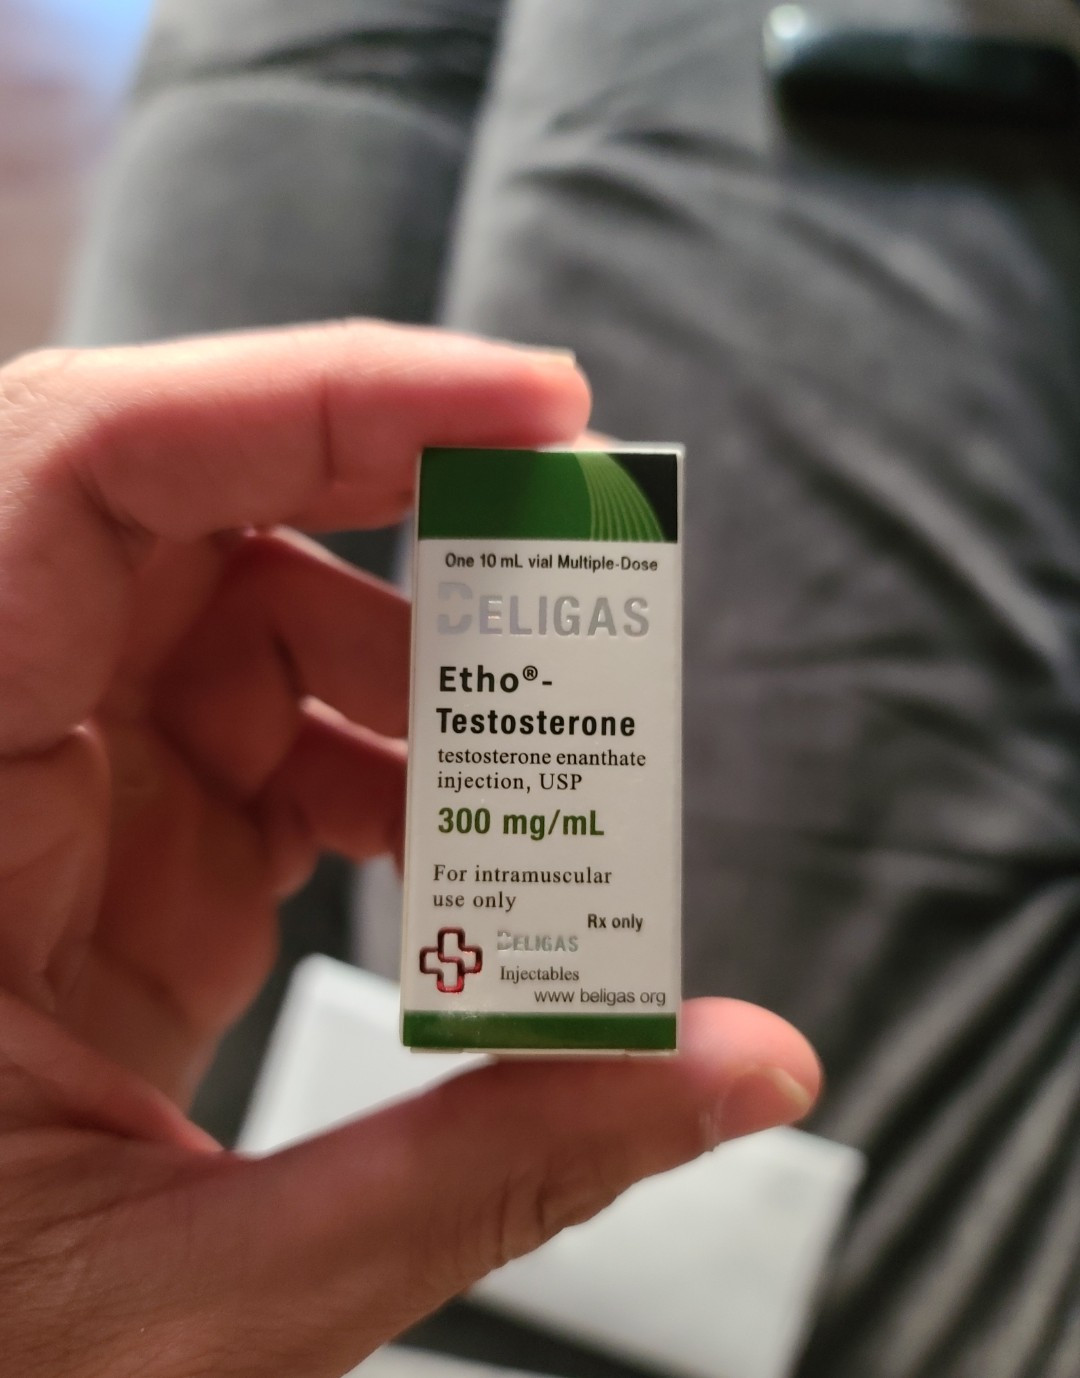 One 10 mL vial Multiple-Dose
BELIGAS
Etho®-
Testosterone
testosterone enanthate
injection, USP
300 mg/mL
For intramuscular
use only
Rx only
BELIGAS
Injectables
www beligas org